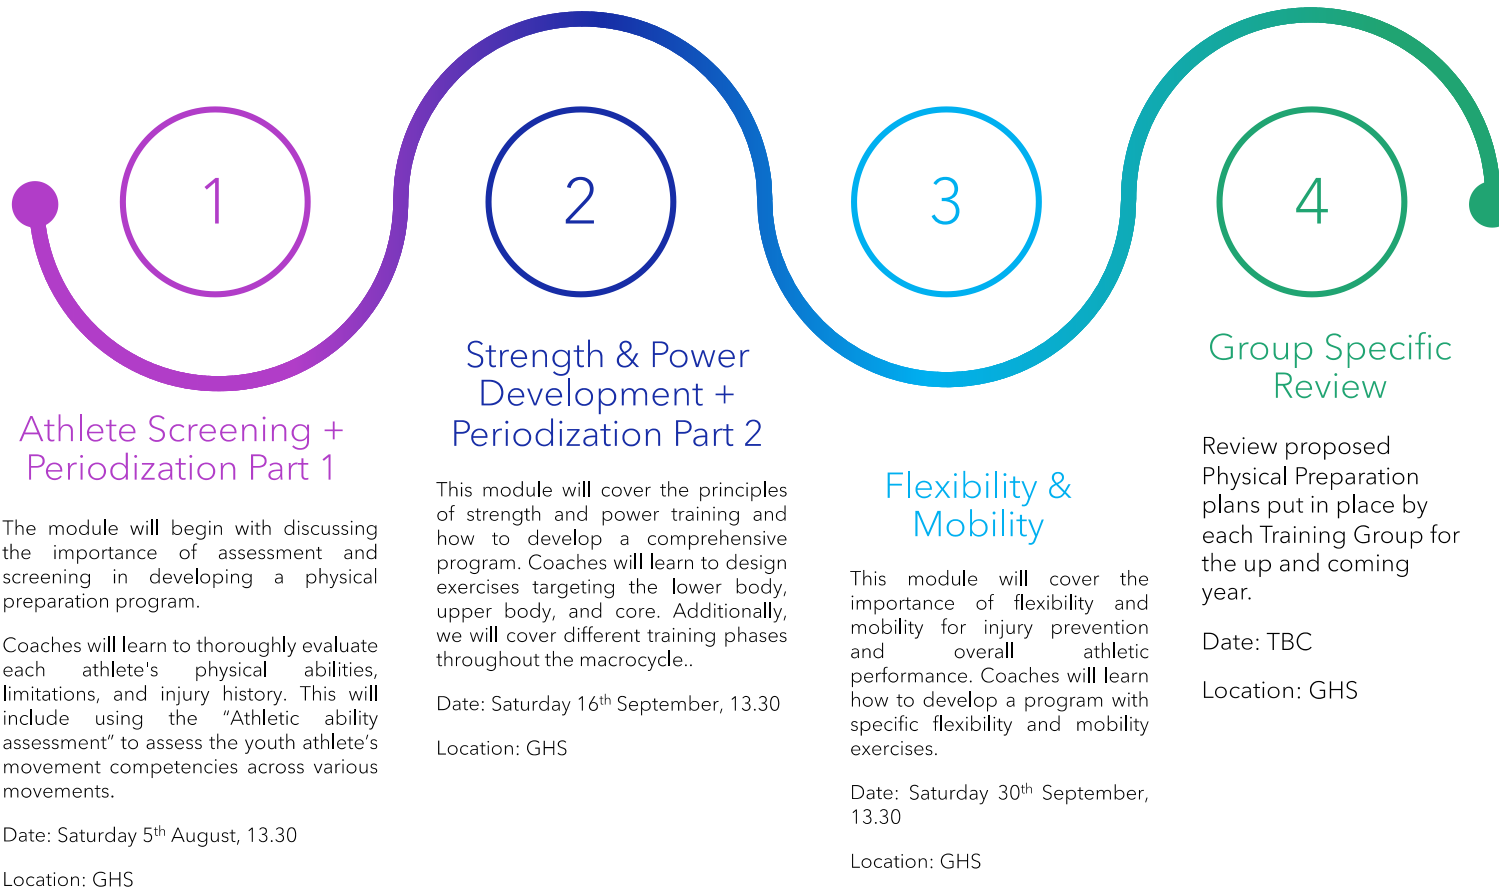 1
Athlete Screening +
Periodization Part 1
The module will begin with discussing
the importance of assessment and
screening in developing a physical
preparation program.
Coaches will learn to thoroughly evaluate
each athlete's physical abilities,
limitations, and injury history. This will
include using the “Athletic ability
assessment” to assess the youth athlete’s
movement competencies across various
movements.
Date: Saturday 5th August, 13.30
Location: GHS
2
Strength & Power
Development +
Periodization Part 2
This module will cover the principles
of strength and power training and
how to develop a comprehensive
program. Coaches will learn to design
exercises targeting the lower body,
upper body, and core. Additionally,
we will cover different training phases
throughout the macrocycle..
Date: Saturday 16th September, 13.30
Location: GHS
3
Flexibility &
Mobility
This module will cover the
importance of flexibility and
mobility for injury prevention
and overall athletic
performance. Coaches will learn
how to develop a program with
specific flexibility and mobility
exercises.
Date: Saturday 30th September,
13.30
Location: GHS
4
Group Specific
Review
Review proposed
Physical Preparation
plans put in place by
each Training Group for
the up and coming
year.
Date: TBC
Location: GHS